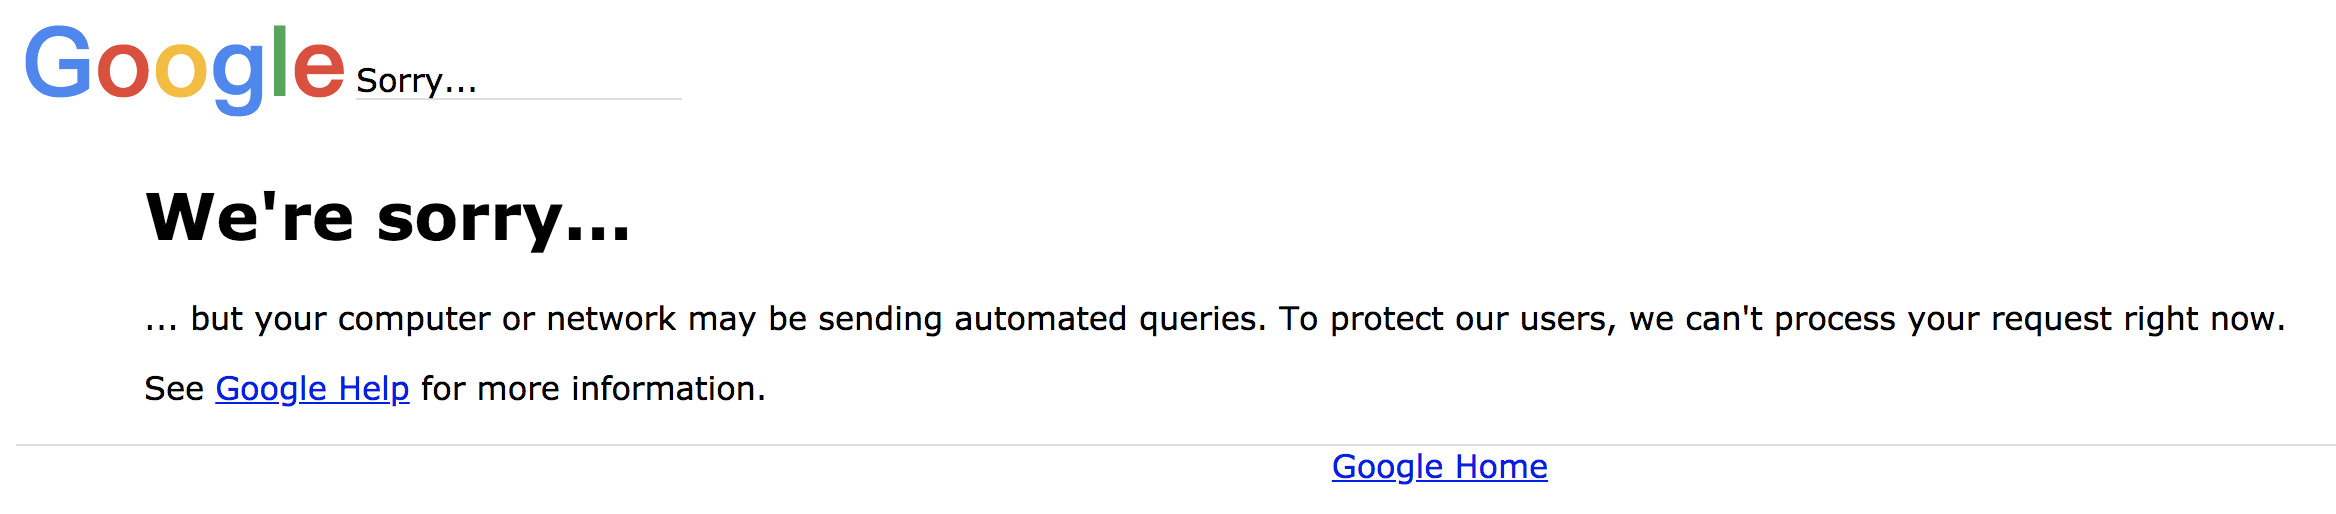 Google Sorry...
We're sorry...
... but your computer or network may be sending automated queries. To protect our users, we can't process your request right now.
See Google Help for more information.
Google Home